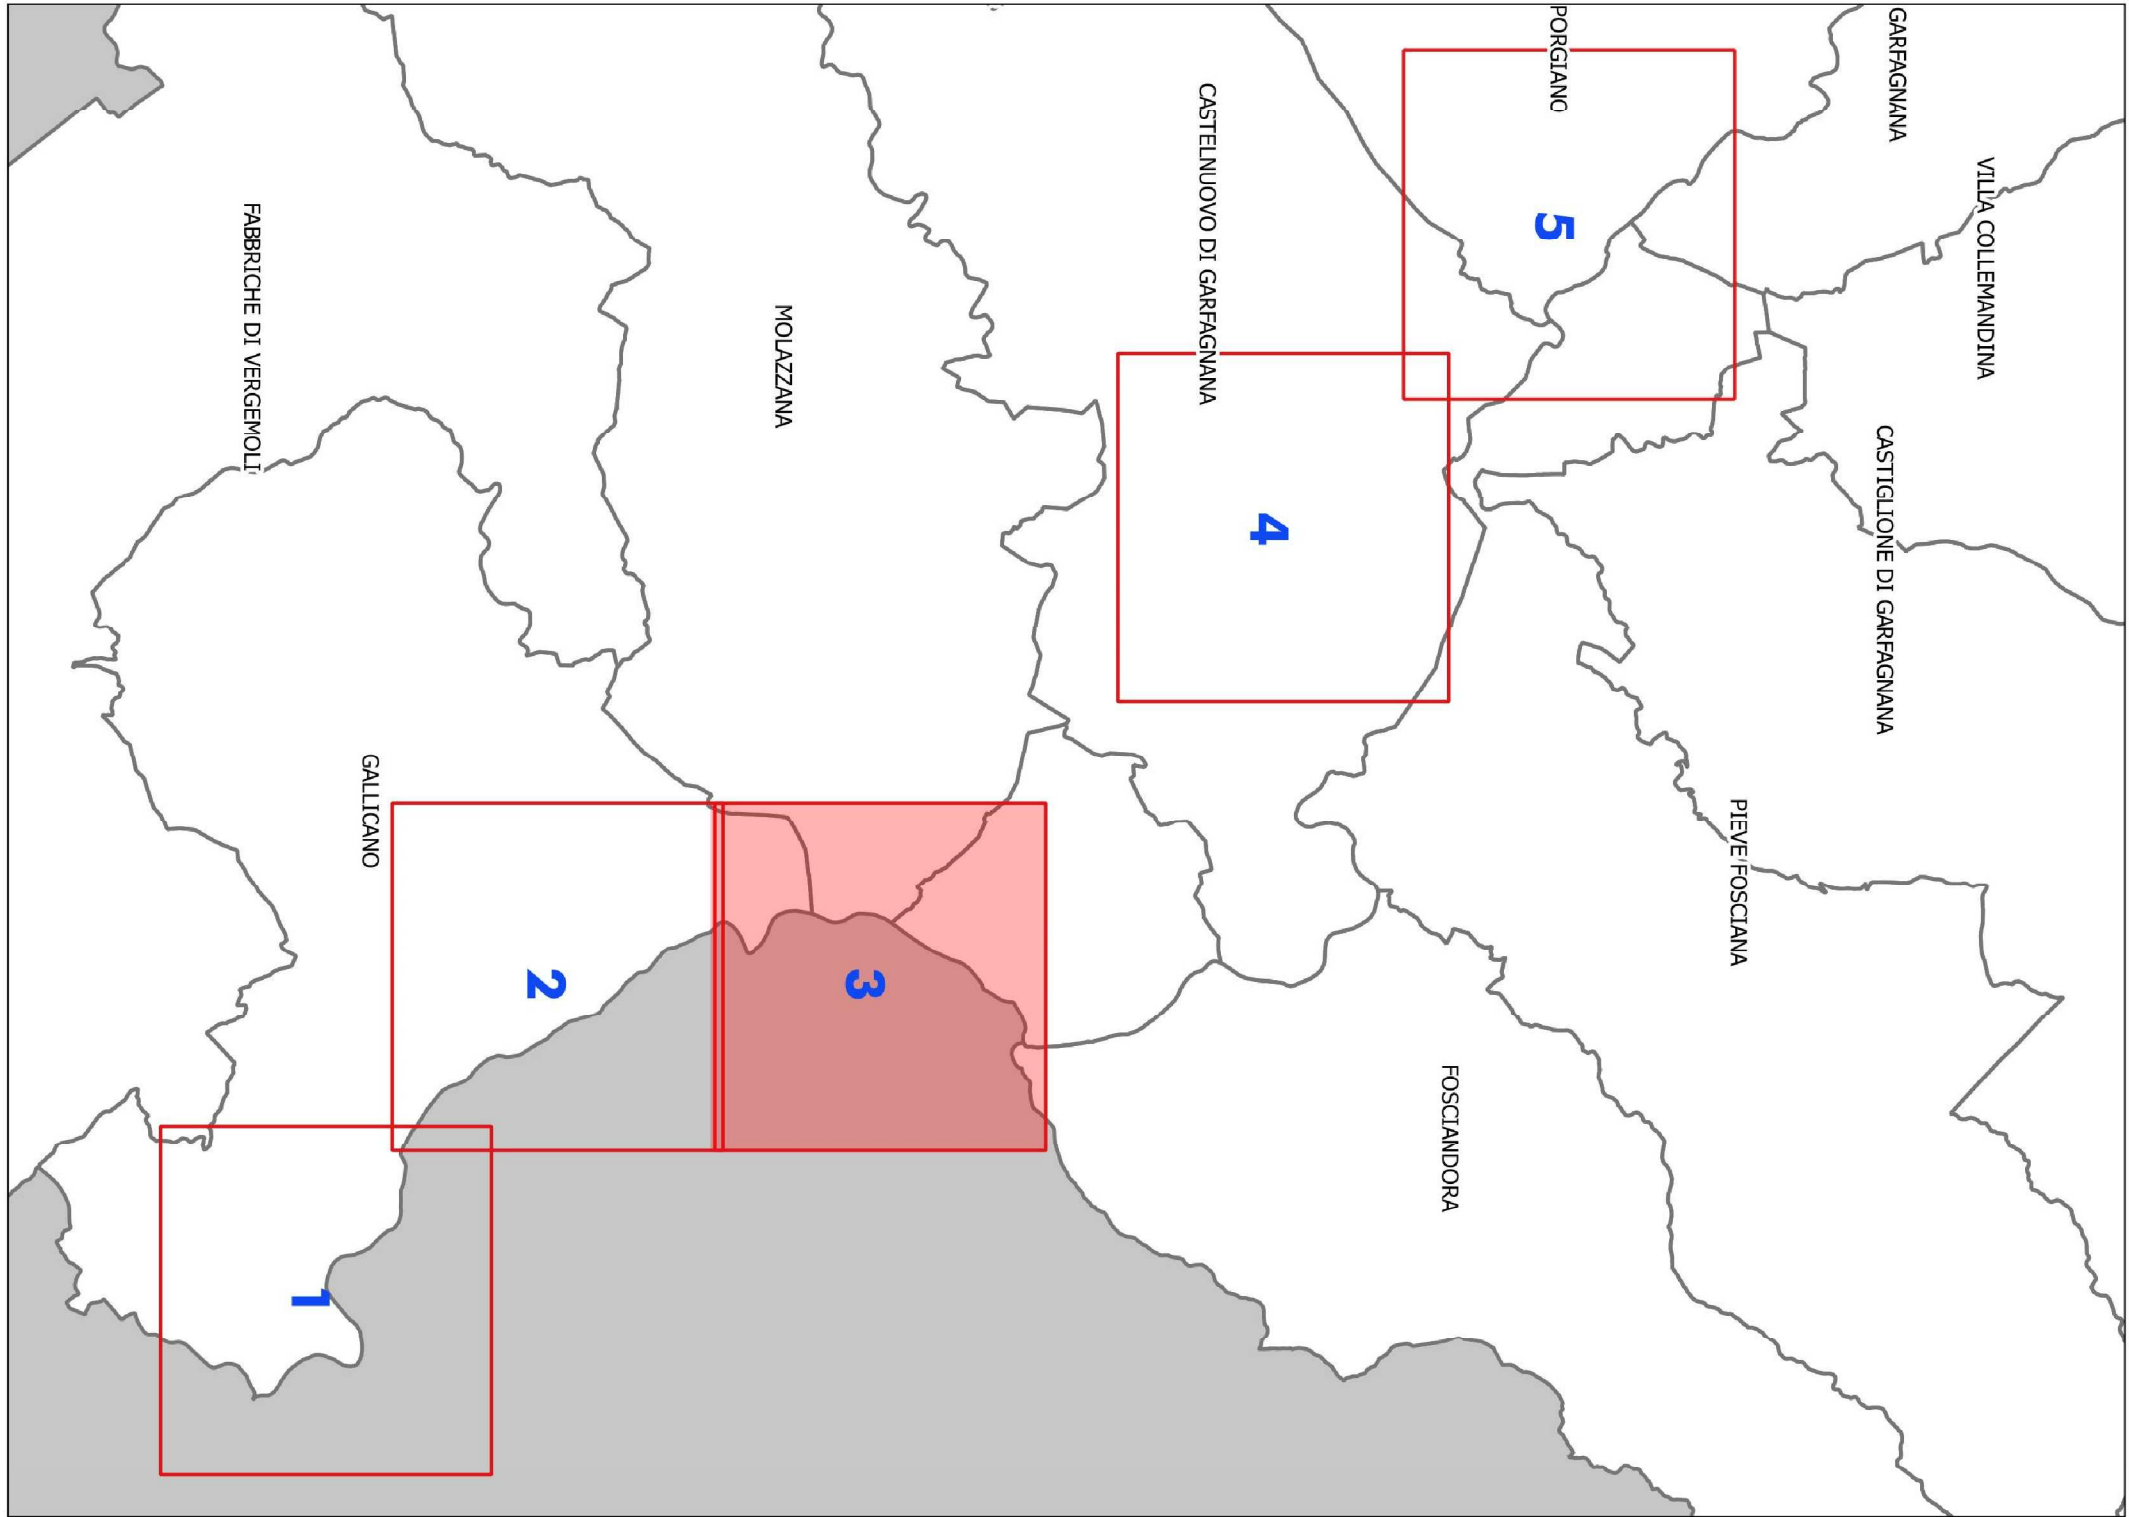 VILLA COLLEMANDINA
GARFAGNANA
CASTIGLIONE DI GARFAGNANA
PIEVE FOSCIANA
PORGIANO
5
FOSCIANDORA
4
CASTELNUOVO DI GARFAGNANA
3
MOLAZZANA
2
GALLICANO
1
FABBRICHE DI VERGEMOLI